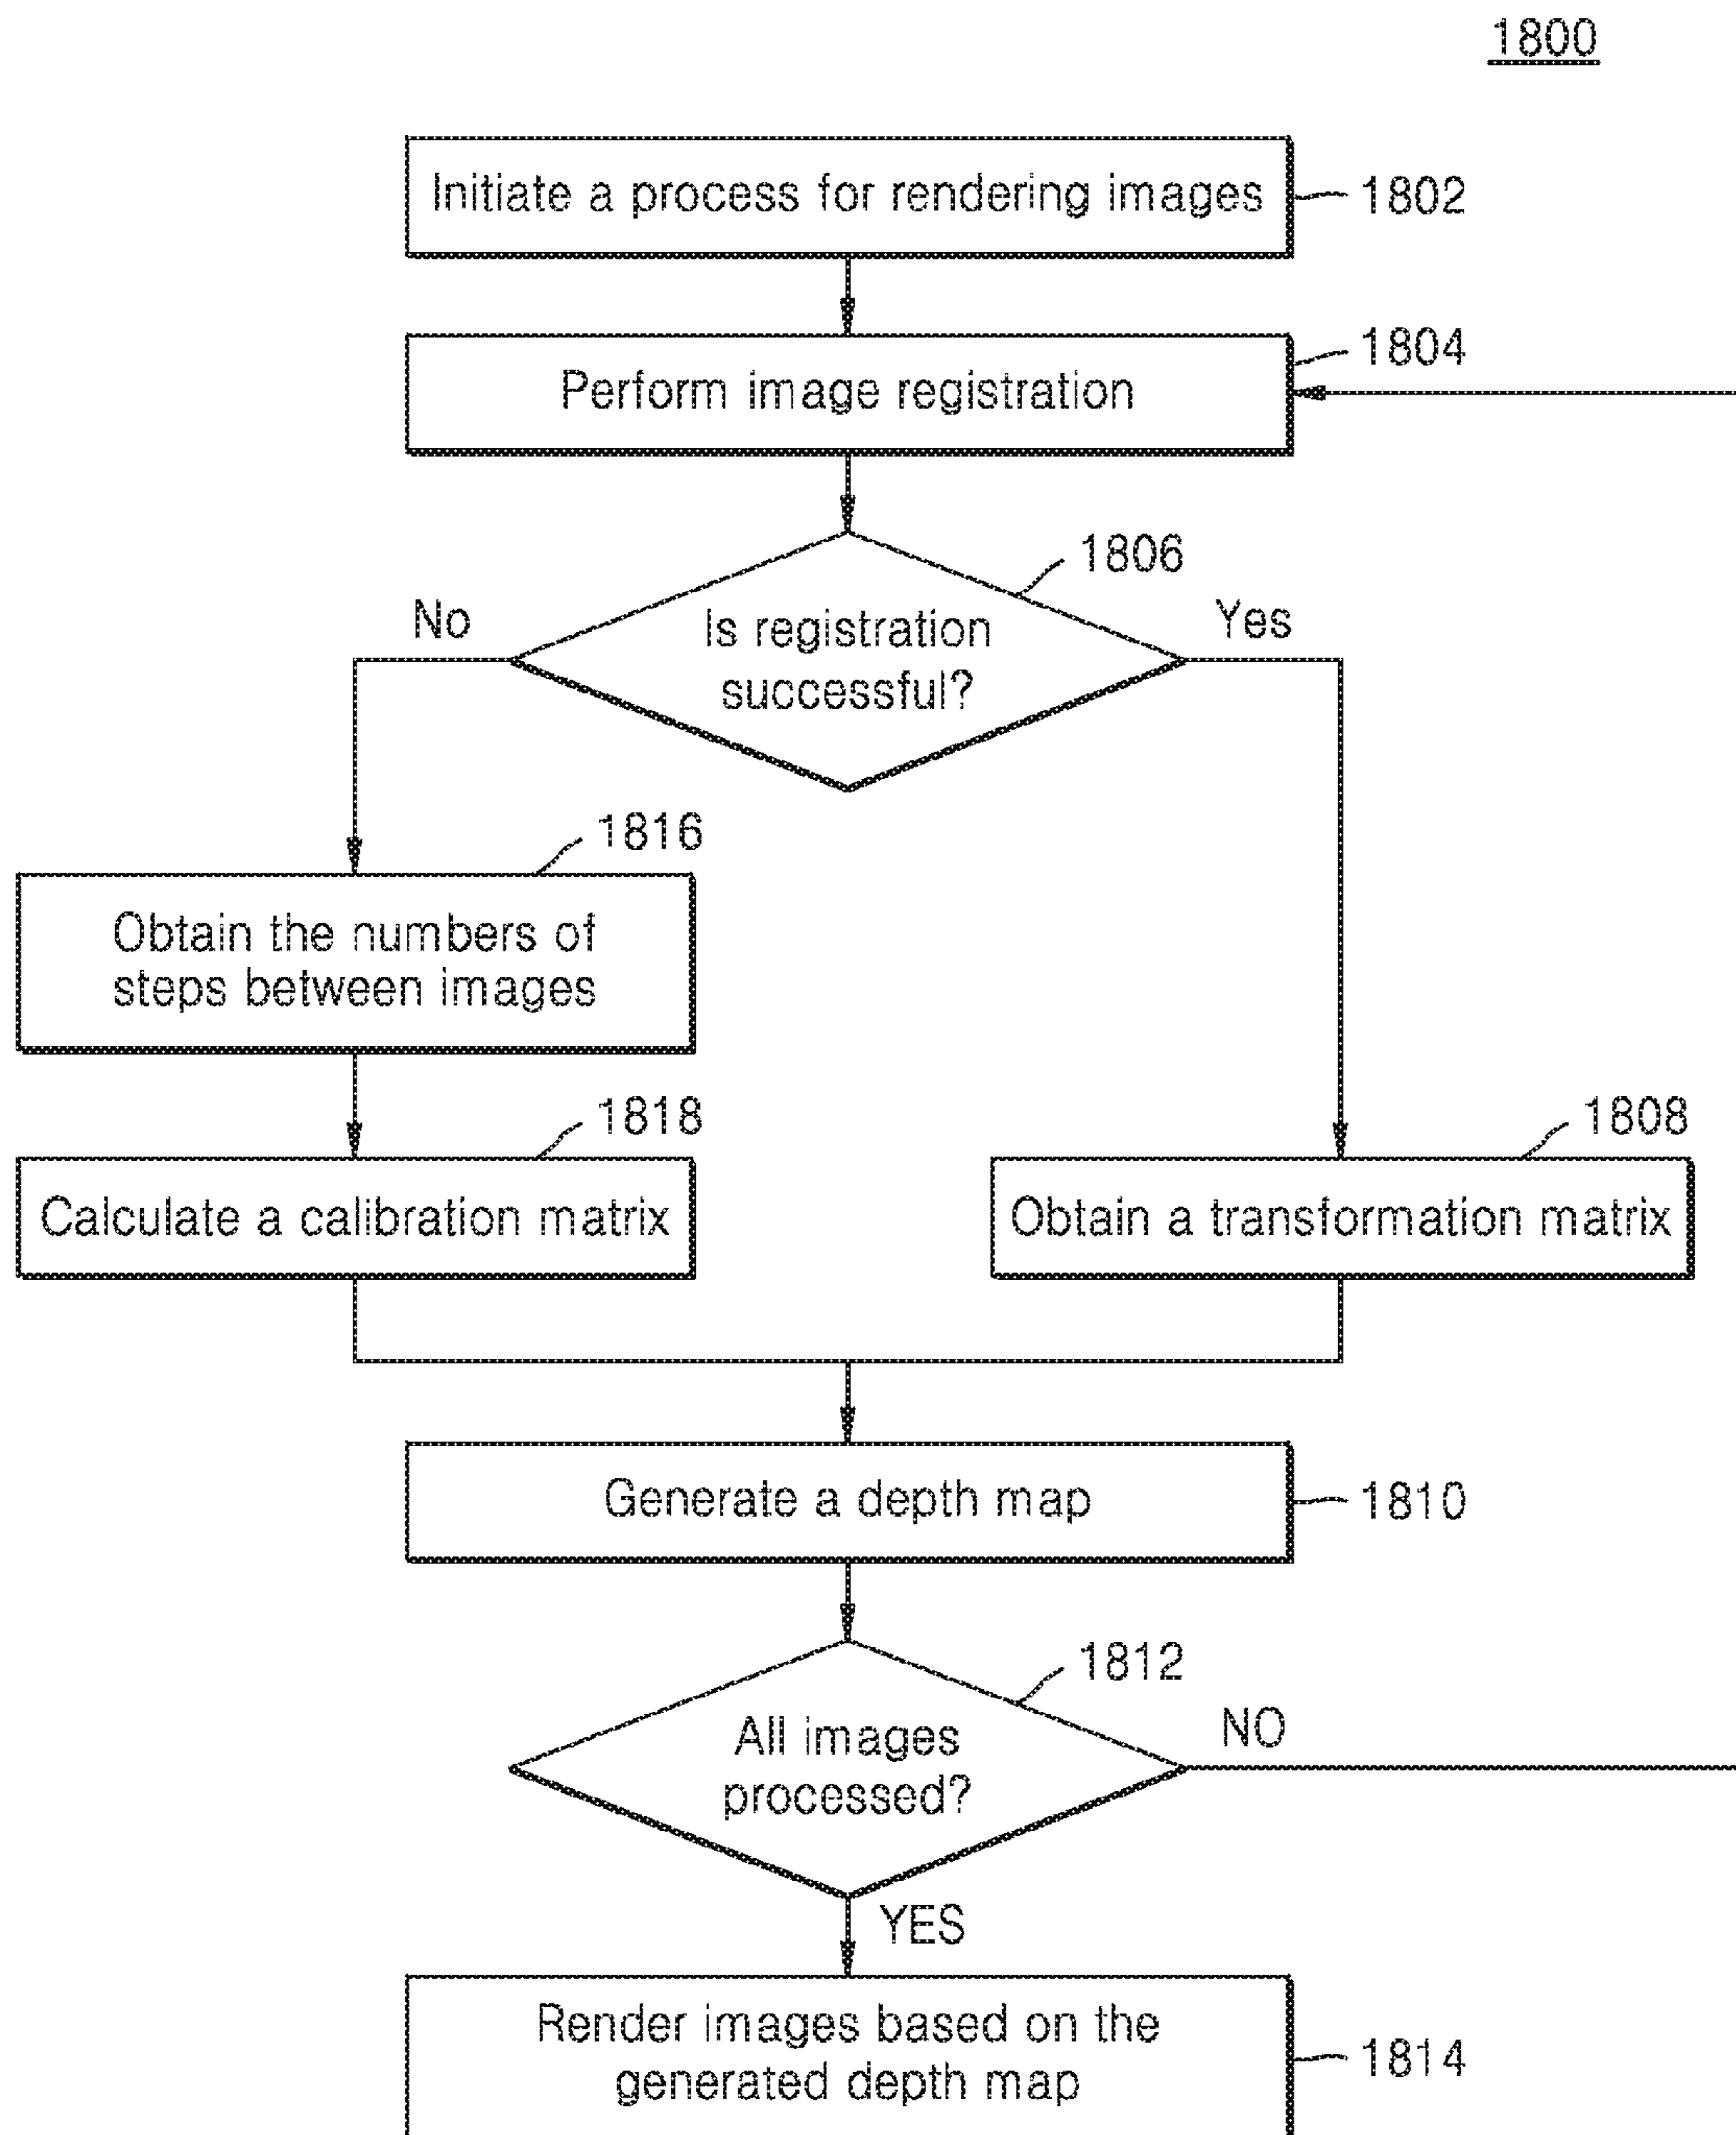 1800
Initiate a process for rendering images
1802
1804
Perform image registration
1806
No
Yes
Is registration
successful?
1816
Obtain the numbers of
steps between images
1818
1808
Calculate a calibration matrix
Obtain a transformation matrix
Generate a depth map
1810
1812
All images
processed?
NO
YES
Render images based on the
generated depth map
1814